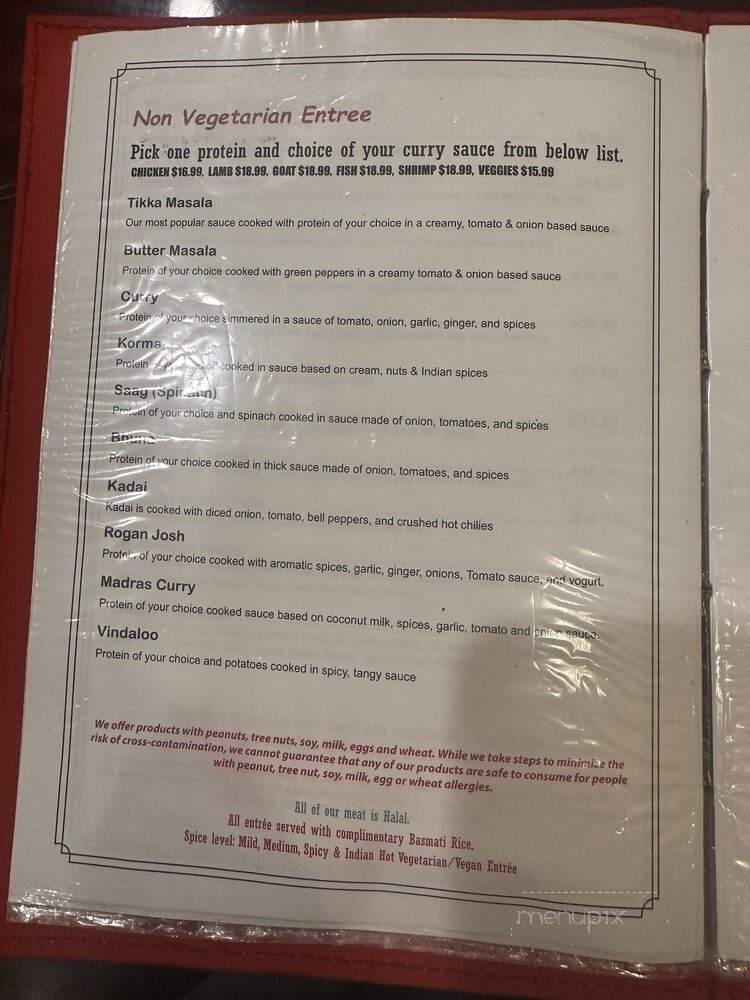 Non Vegetarian Entree
Pick one protein and choice of your curry sauce from below list.
CHICKEN $16.99, LAMB $18.99, GOAT $18.99, FISH $18.99, SHRIMP $18.99, VEGGIES $15.99
Tikka Masala
Our most popular sauce cooked with protein of your choice in a creamy, tomato & onion based sauce
Butter Masala
Protein of your choice cooked with green peppers in a creamy tomato & onion based sauce
Curry
Protein of your choice simmered in a sauce of tomato, onion, garlic, ginger, and spices
Korma
Protein cooked in sauce based on cream, nuts & Indian spices
Saag (Spinach)
Protein of your choice and spinach cooked in sauce made of onion, tomatoes, and spices
Bhuna
Protein of your choice cooked in thick sauce made of onion, tomatoes, and spices
Kadai
Kadai is cooked with diced onion, tomato, bell peppers, and crushed hot chilies
Rogan Josh
Protein of your choice cooked with aromatic spices, garlic, ginger, onions, Tomato sauce, and yogurt.
Madras Curry
Protein of your choice cooked sauce based on coconut milk, spices, garlic, tomato and onion sauce.
Vindaloo
Protein of your choice and potatoes cooked in spicy, tangy sauce
We offer products with peanuts, tree nuts, soy, milk, eggs and wheat. While we take steps to minimize the
risk of cross-contamination, we cannot guarantee that any of our products are safe to consume for people
with peanut, tree nut, soy, milk, egg or wheat allergies.
All of our meat is Halal.
All entrée served with complimentary Basmati Rice.
Spice level: Mild, Medium, Spicy & Indian Hot Vegetarian/Vegan Entrée
menupix